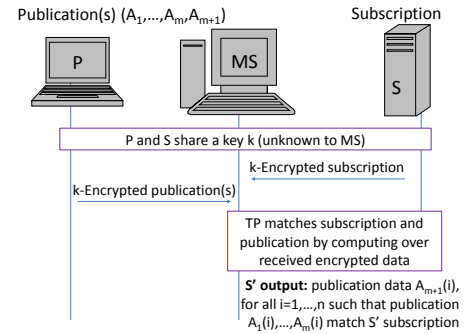 Publication(s) (A1,…,Am,Am+1)
Subscription
P
MS
S
P and S share a key k (unknown to MS)
k-Encrypted subscription
k-Encrypted publication(s)
TP matches subscription and
publication by computing over
received encrypted data
S’ output: publication data Am+1(i),
for all i=1,…,n such that publication
A1(i),…,Am(i) match S’ subscription